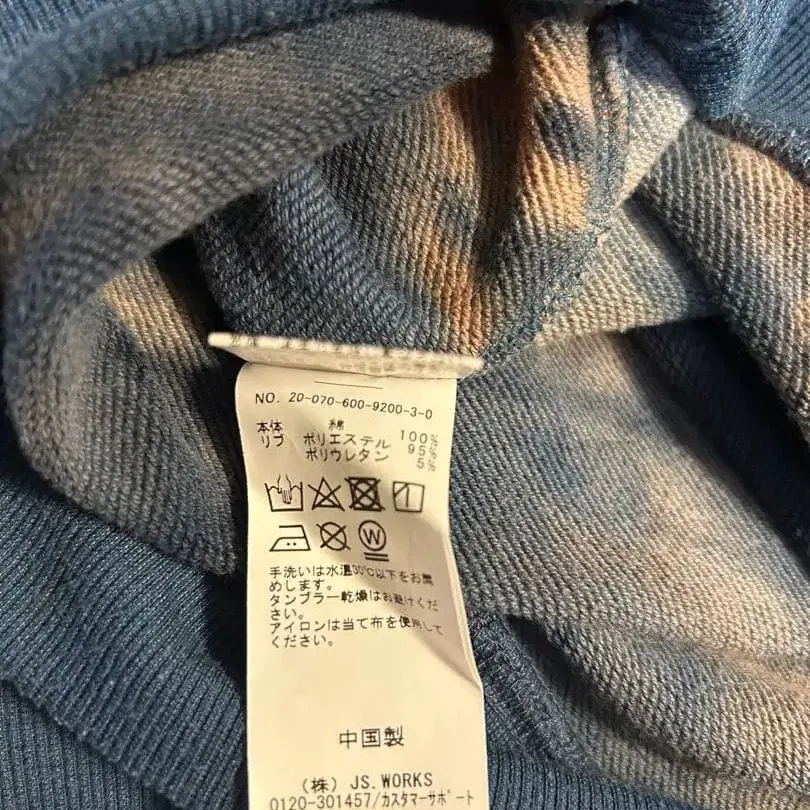 NO. 20-070-600-9200-3-0
本体 綿 100%
リブ ポリエステル 95%
ポリウレタン 5%
W
手洗いは水温30℃以下をお薦
めします。
タンブラー乾燥はお避けくだ
さい。
アイロンは当て布を使用して
ください。
中国製
(株) JS.WORKS
0120-301457/カスタマーサポート